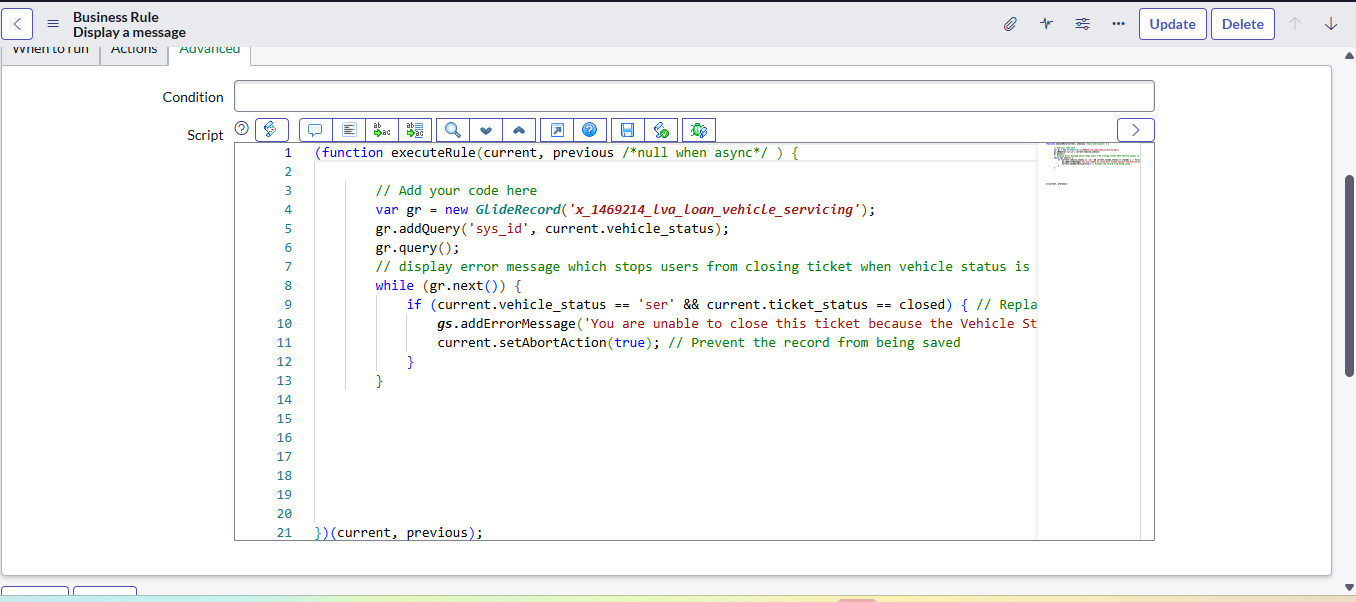 Business Rule
Display a message
Update
Delete
When to run
Actions
Advanced
Condition
Script
1 (function executeRule(current, previous /*null when async*/ ) {
2
3 // Add your code here
4 var gr = new GlideRecord('x_1469214_lva_loan_vehicle_servicing');
5 gr.addQuery('sys_id', current.vehicle_status);
6 gr.query();
7 // display error message which stops users from closing ticket when vehicle status is
8 while (gr.next()) {
9 if (current.vehicle_status == 'ser' && current.ticket_status == closed) { // Repla
10 gs.addErrorMessage('You are unable to close this ticket because the Vehicle St
11 current.setAbortAction(true); // Prevent the record from being saved
12 }
13 }
14
15
16
17
18
19
20
21 })(current, previous);